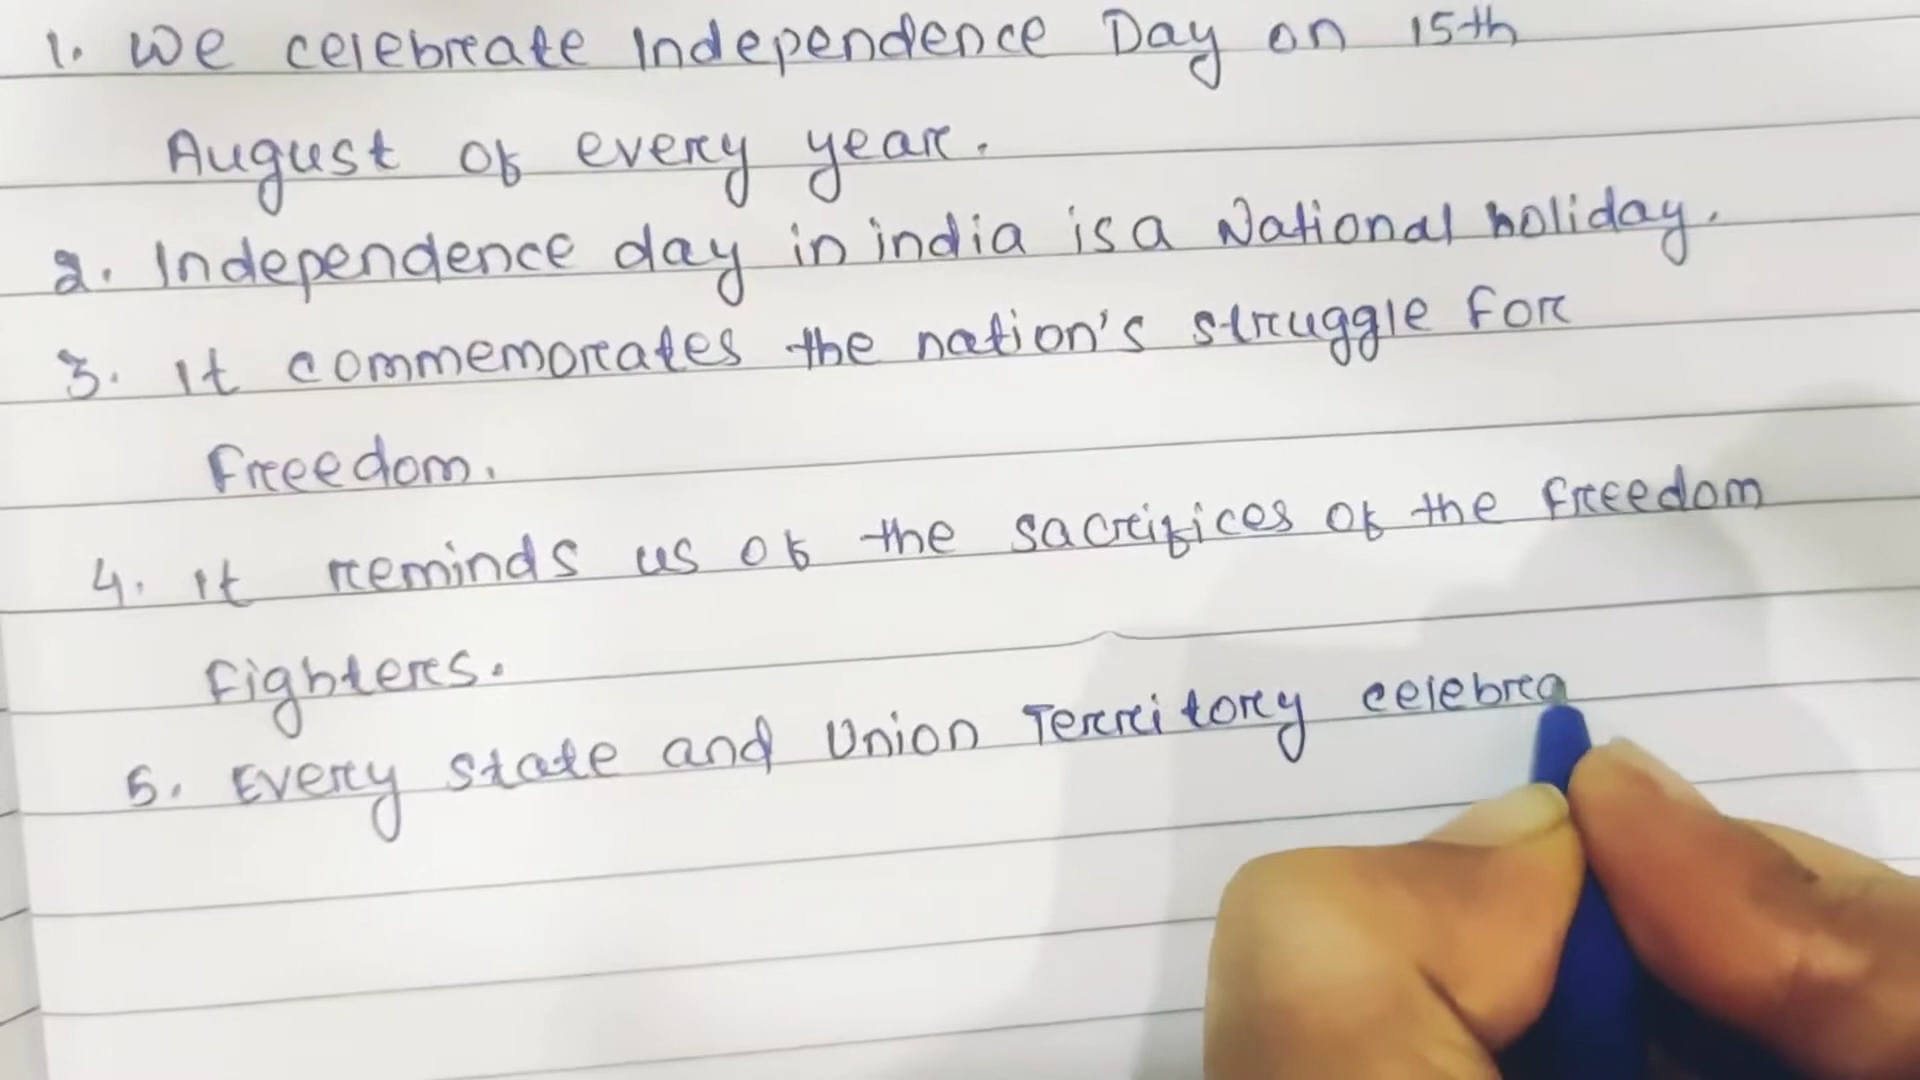 1. We celebrate Independence Day on 15th
August of every year.
2. Independence day in india is a National holiday.
3. It commemorates the nation's struggle for
freedom.
4. It reminds us of the sacrifices of the freedom
fighters.
5. Every state and Union Territory celebra